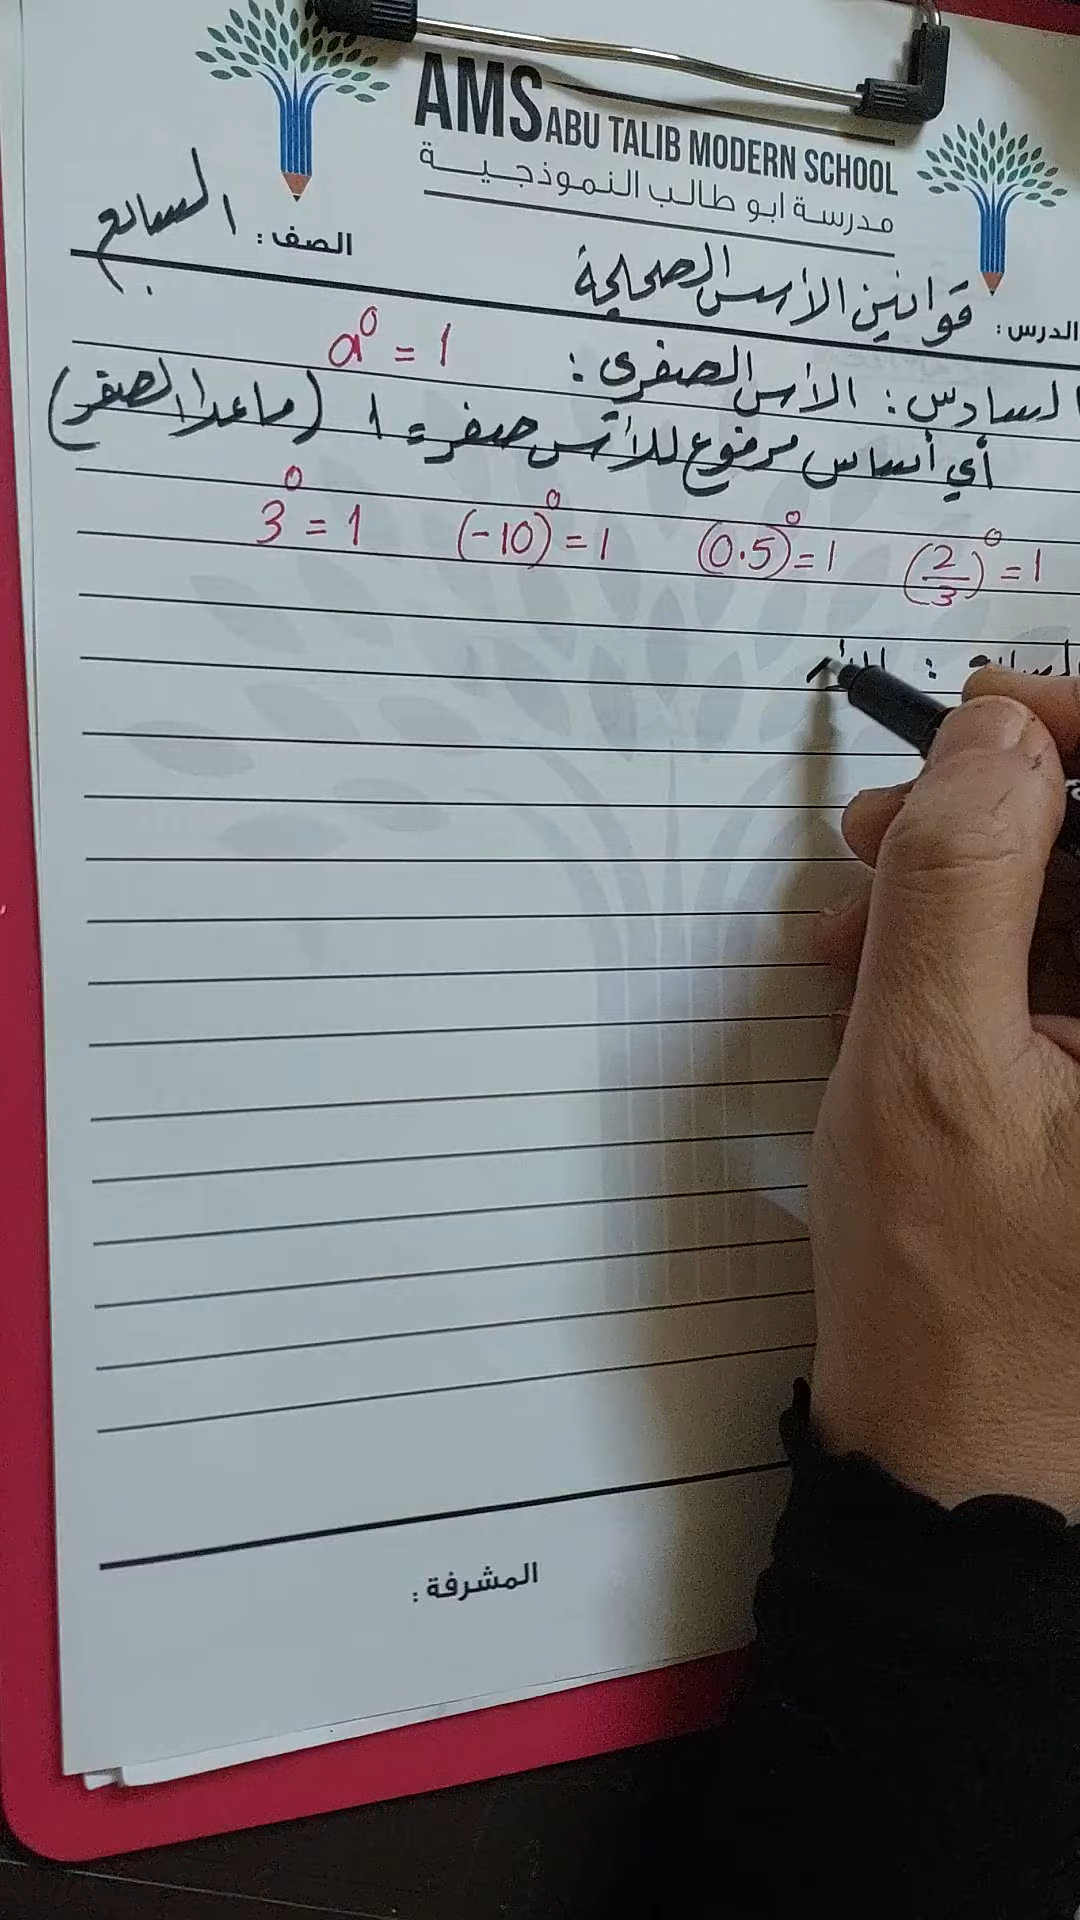 AMS ABU TALIB MODERN SCHOOL
مدرسة ابو طالب النموذجيــة
الصف : السابع
الدرس : قوانين الأسس الصحيحة
السادس : الأس الصفري : a⁰ = 1
أي أساس مرفوع للأس صفر = 1 (ماعدا الصفر)
3⁰ = 1 (-10)⁰ = 1 (0.5)⁰ = 1 (2/3)⁰ = 1
السابع :
المشرفة :